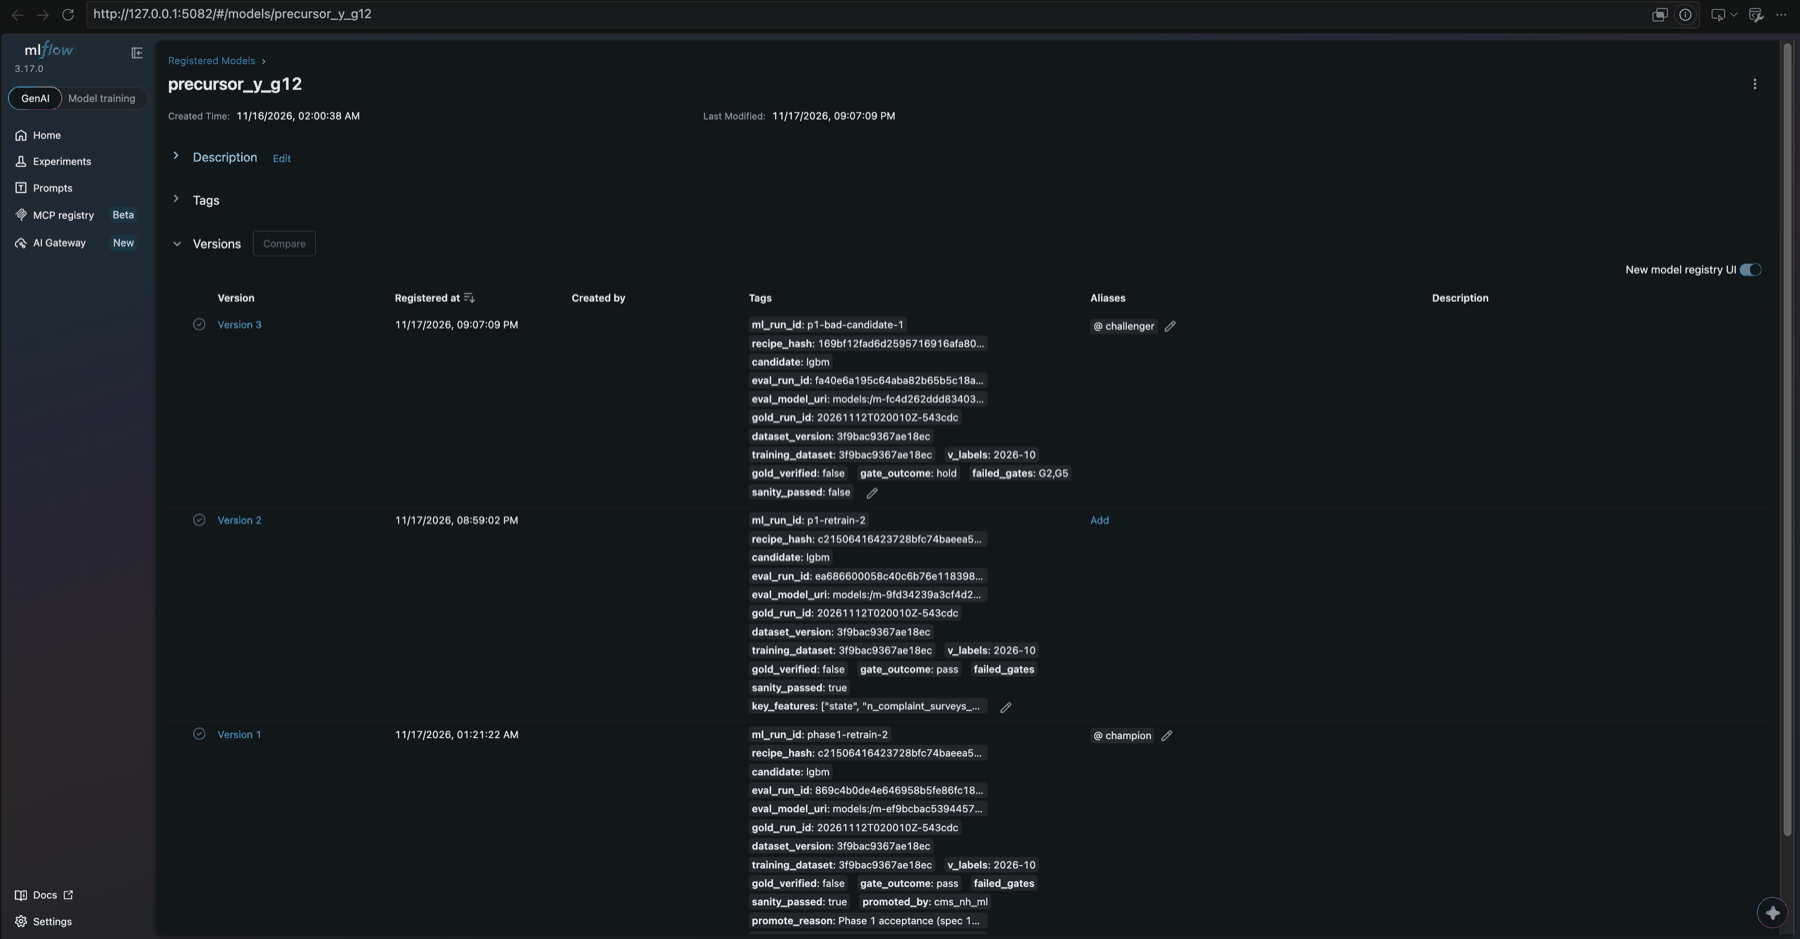 http://127.0.0.1:5082/#/models/precursor_y_g12
mlflow
3.17.0
GenAI
Model training
Home
Experiments
Prompts
MCP registry Beta
AI Gateway New
Docs
Settings
Registered Models
precursor_y_g12
Created Time: 11/16/2026, 02:00:38 AM
Last Modified: 11/17/2026, 09:07:09 PM
Description Edit
Tags
Versions Compare
New model registry UI
Version Registered at Created by Tags Aliases Description
Version 3 11/17/2026, 09:07:09 PM ml_run_id: p1-bad-candidate-1 @ challenger
recipe_hash: 169bf12fad6d2595716916afa80...
candidate: lgbm
eval_run_id: fa40e6a195c64aba82b65b5c18a...
eval_model_uri: models:/m-fc4d262ddd83403...
gold_run_id: 20261112T020010Z-543cdc
dataset_version: 3f9bac9367ae18ec
training_dataset: 3f9bac9367ae18ec v_labels: 2026-10
gold_verified: false gate_outcome: hold failed_gates: G2,G5
sanity_passed: false
Version 2 11/17/2026, 08:59:02 PM ml_run_id: p1-retrain-2 Add
recipe_hash: c21506416423728bfc74baeea5...
candidate: lgbm
eval_run_id: ea686600058c40c6b76e118398...
eval_model_uri: models:/m-9fd34239a3cf4d2...
gold_run_id: 20261112T020010Z-543cdc
dataset_version: 3f9bac9367ae18ec
training_dataset: 3f9bac9367ae18ec v_labels: 2026-10
gold_verified: false gate_outcome: pass failed_gates
sanity_passed: true
key_features: ["state", "n_complaint_surveys_...
Version 1 11/17/2026, 01:21:22 AM ml_run_id: phase1-retrain-2 @ champion
recipe_hash: c21506416423728bfc74baeea5...
candidate: lgbm
eval_run_id: 869c4b0de4e646958b5fe86fc18...
eval_model_uri: models:/m-ef9bcbac5394457...
gold_run_id: 20261112T020010Z-543cdc
dataset_version: 3f9bac9367ae18ec
training_dataset: 3f9bac9367ae18ec v_labels: 2026-10
gold_verified: false gate_outcome: pass failed_gates
sanity_passed: true promoted_by: cms_nh_ml
promote_reason: Phase 1 acceptance (spec 1...